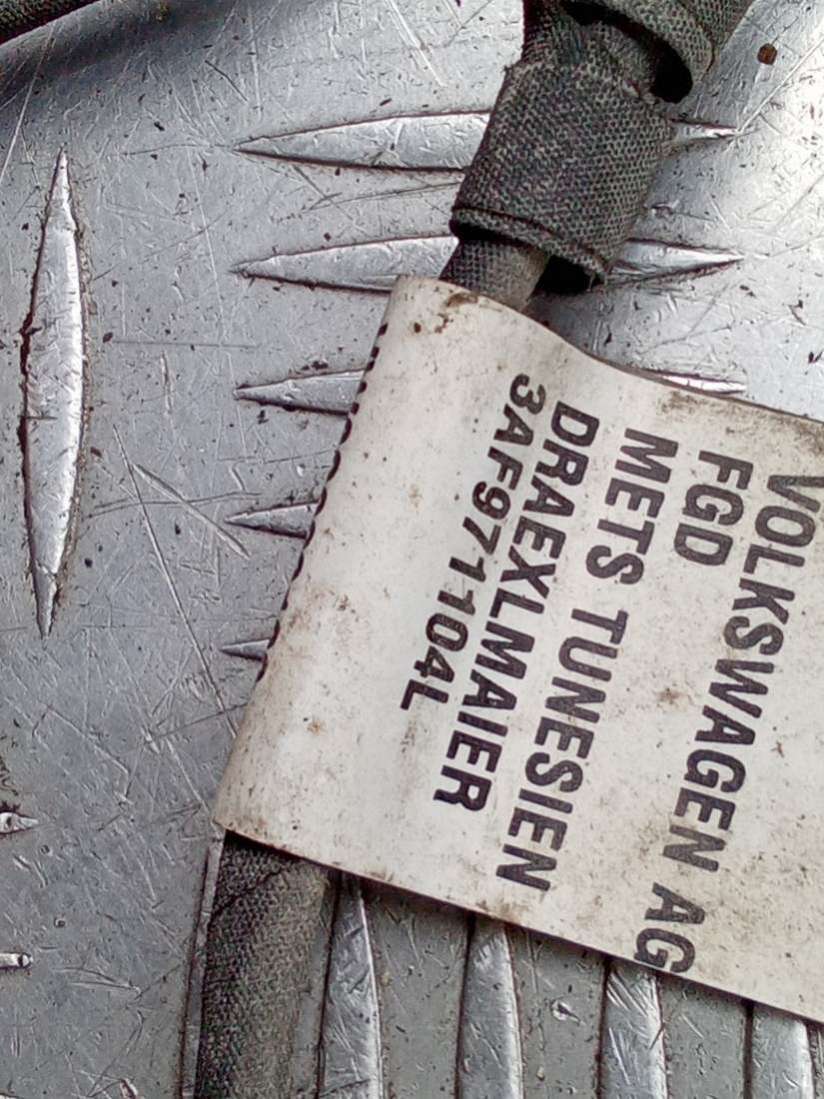 VOLKSWAGEN AG
FGD
METS TUNESIEN
DRAEXLMAIER
3AF971104L